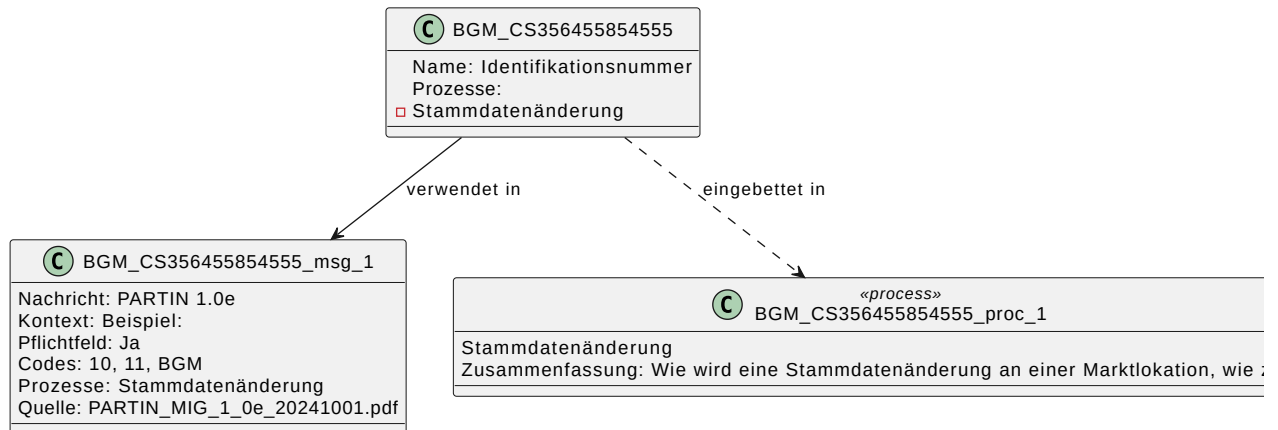 C BGM_CS356455854555
Name: Identifikationsnummer
Prozesse:
Stammdatenänderung
verwendet in
eingebettet in
C BGM_CS356455854555_msg_1
Nachricht: PARTIN 1.0e
Kontext: Beispiel:
Pflichtfeld: Ja
Codes: 10, 11, BGM
Prozesse: Stammdatenänderung
Quelle: PARTIN_MIG_1_0e_20241001.pdf
«process»
C BGM_CS356455854555_proc_1
Stammdatenänderung
Zusammenfassung: Wie wird eine Stammdatenänderung an einer Marktlokation, wie